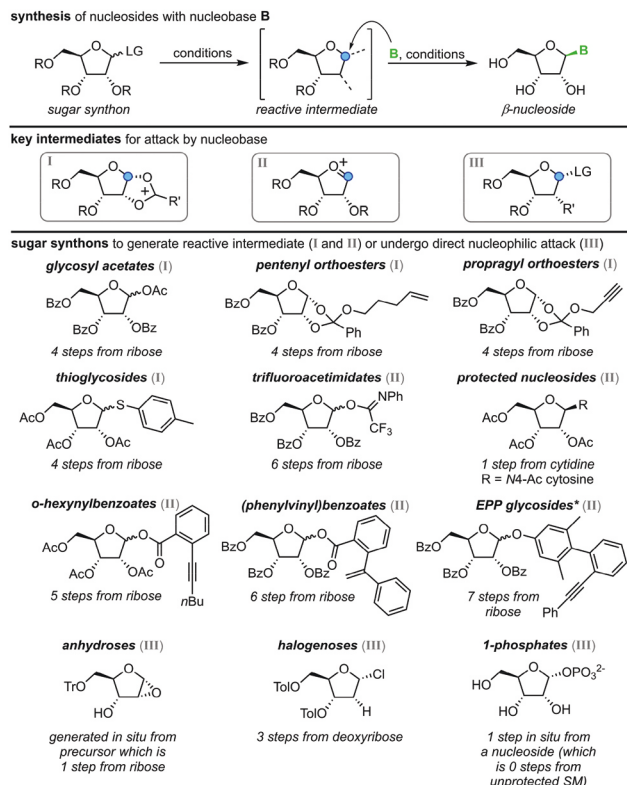 synthesis of nucleosides with nucleobase B
RO
O
LG
RO
OR
sugar synthon
conditions
RO
O
RO
reactive intermediate
B, conditions
HO
O
B
HO
OH
β-nucleoside
key intermediates for attack by nucleobase
I
RO
O
O
O
+
R'
RO
II
RO
O+
RO
OR
III
RO
O
LG
RO
R'
sugar synthons to generate reactive intermediate (I and II) or undergo direct nucleophilic attack (III)
glycosyl acetates (I)
BzO
O
OAc
BzO
OBz
4 steps from ribose
pentenyl orthoesters (I)
BzO
O
O
O
O
BzO
Ph
4 steps from ribose
propragyl orthoesters (I)
BzO
O
O
O
O
BzO
Ph
4 steps from ribose
thioglycosides (I)
AcO
O
S
AcO
OAc
4 steps from ribose
trifluoroacetimidates (II)
BzO
O
O
NPh
CF3
BzO
OBz
6 steps from ribose
protected nucleosides (II)
AcO
O
R
AcO
OAc
1 step from cytidine
R = N4-Ac cytosine
o-hexynylbenzoates (II)
AcO
O
O
O
AcO
OAc
5 steps from ribose
nBu
(phenylvinyl)benzoates (II)
BzO
O
O
O
BzO
OBz
6 step from ribose
EPP glycosides* (II)
BzO
O
O
BzO
OBz
7 steps from
ribose
Ph
anhydroses (III)
TrO
O
O
HO
generated in situ from
precursor which is
1 step from ribose
halogenoses (III)
TolO
O
Cl
TolO
H
3 steps from deoxyribose
1-phosphates (III)
HO
O
OPO3 2-
HO
OH
1 step in situ from
a nucleoside (which
is 0 steps from
unprotected SM)